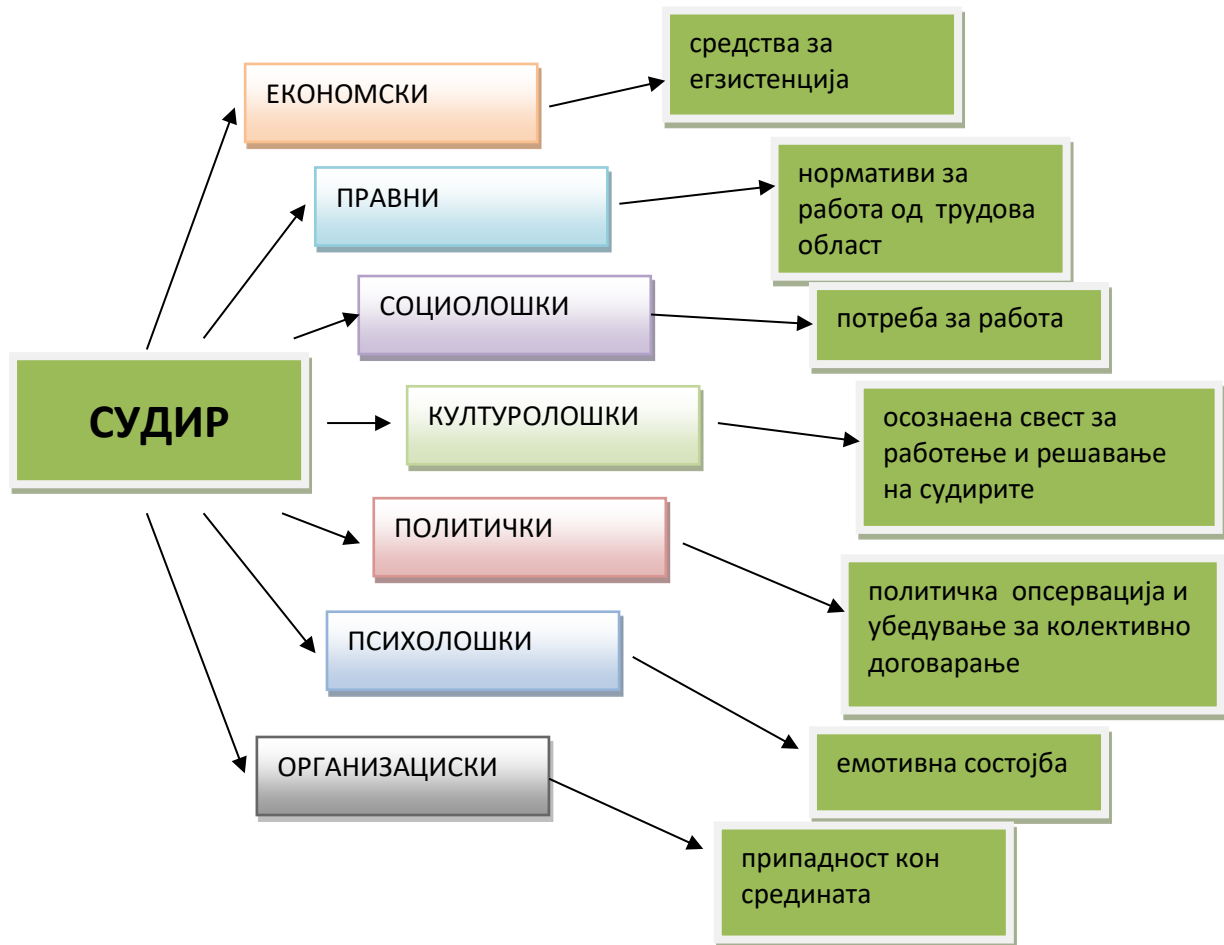 СУДИР
ЕКОНОМСКИ
средства за
егзистенција
ПРАВНИ
нормативи за
работа од трудова
област
СОЦИОЛОШКИ
потреба за работа
КУЛТУРОЛОШКИ
осознаена свест за
работење и решавање
на судирите
ПОЛИТИЧКИ
политичка опсервација и
убедување за колективно
договарање
ПСИХОЛОШКИ
емотивна состојба
ОРГАНИЗАЦИСКИ
припадност кон
средината